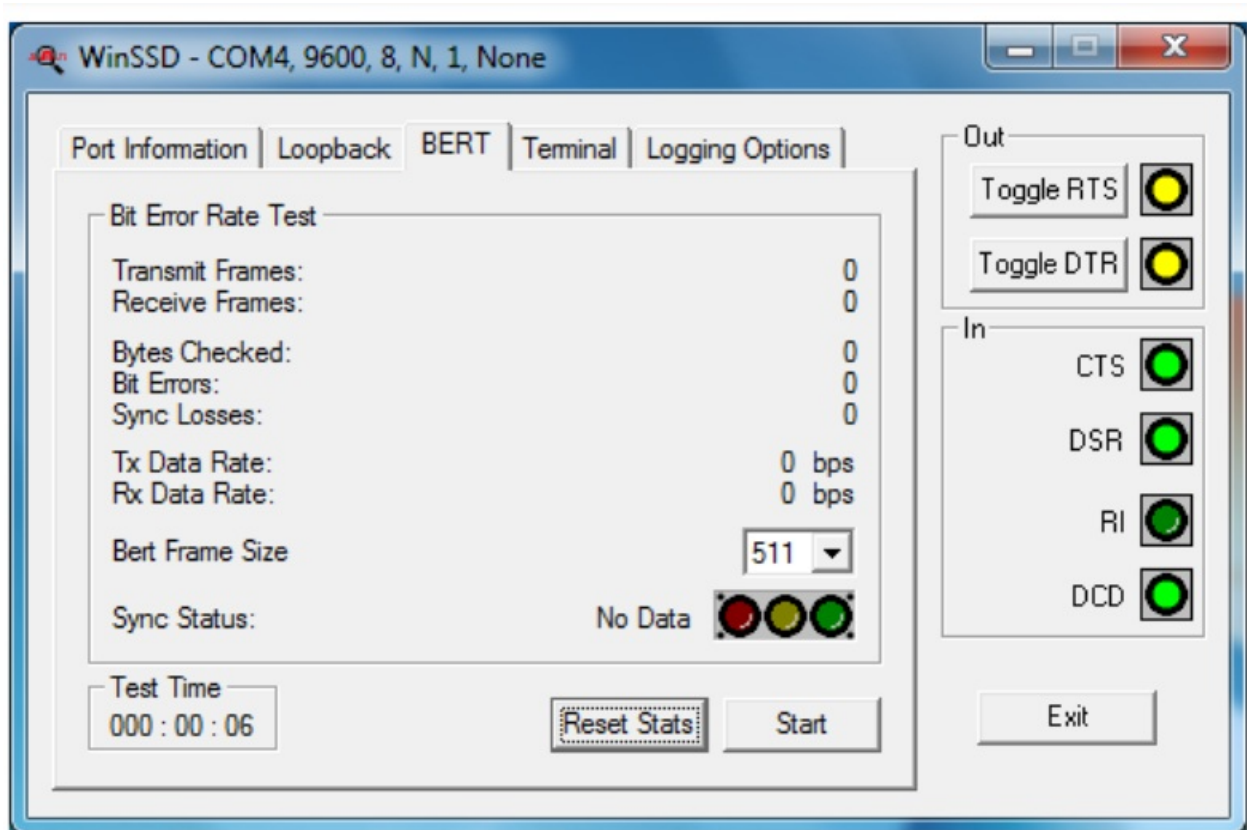 WinSSD - COM4, 9600, 8, N, 1, None
Port Information Loopback BERT Terminal Logging Options
Bit Error Rate Test
Transmit Frames: 0
Receive Frames: 0
Bytes Checked: 0
Bit Errors: 0
Sync Losses: 0
Tx Data Rate: 0 bps
Rx Data Rate: 0 bps
Bert Frame Size 511
Sync Status: No Data
Test Time
000 : 00 : 06
Reset Stats Start
Out
Toggle RTS
Toggle DTR
In
CTS
DSR
RI
DCD
Exit